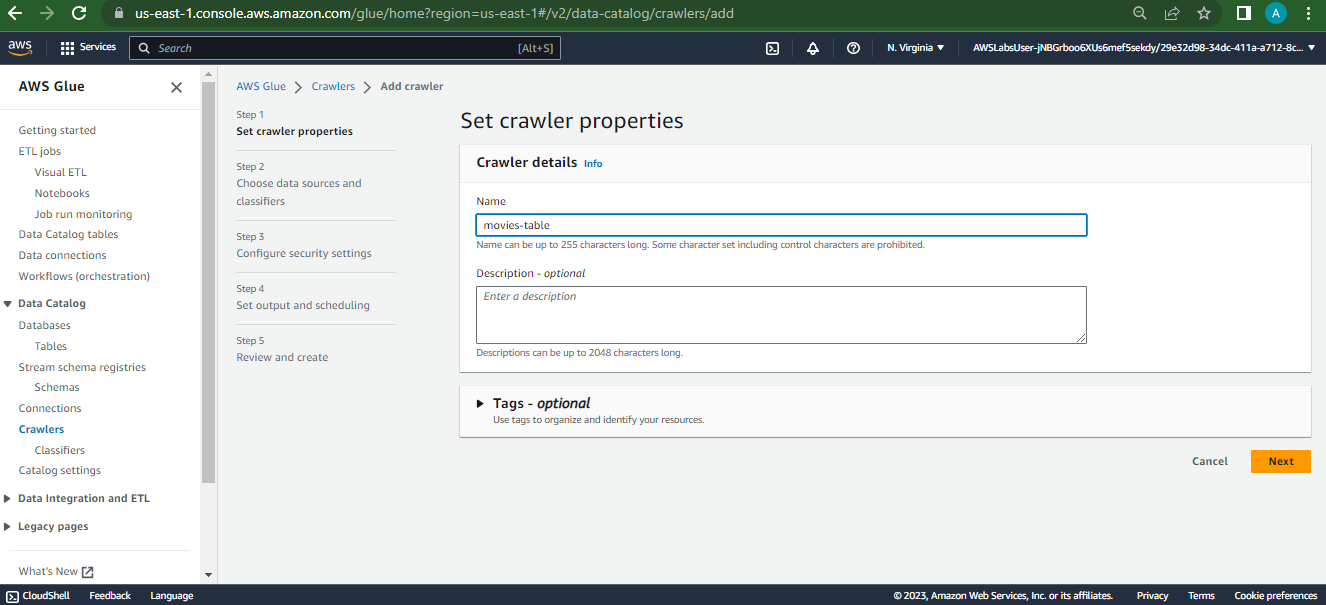 us-east-1.console.aws.amazon.com/glue/home?region=us-east-1#/v2/data-catalog/crawlers/add
A
aws
Services
Search
[Alt+S]
N. Virginia
AWSLabsUser-jNBGrboo6XUs6mef5sekdy/29e32d98-34dc-411a-a712-8c...
AWS Glue
Getting started
ETL jobs
Visual ETL
Notebooks
Job run monitoring
Data Catalog tables
Data connections
Workflows (orchestration)
Data Catalog
Databases
Tables
Stream schema registries
Schemas
Connections
Crawlers
Classifiers
Catalog settings
Data Integration and ETL
Legacy pages
What's New
AWS Glue
Crawlers
Add crawler
Step 1
Set crawler properties
Step 2
Choose data sources and
classifiers
Step 3
Configure security settings
Step 4
Set output and scheduling
Step 5
Review and create
Set crawler properties
Crawler details Info
Name
movies-table
Name can be up to 255 characters long. Some character set including control characters are prohibited.
Description - optional
Enter a description
Descriptions can be up to 2048 characters long.
Tags - optional
Use tags to organize and identify your resources.
Cancel
Next
CloudShell
Feedback
Language
© 2023, Amazon Web Services, Inc. or its affiliates.
Privacy
Terms
Cookie preferences